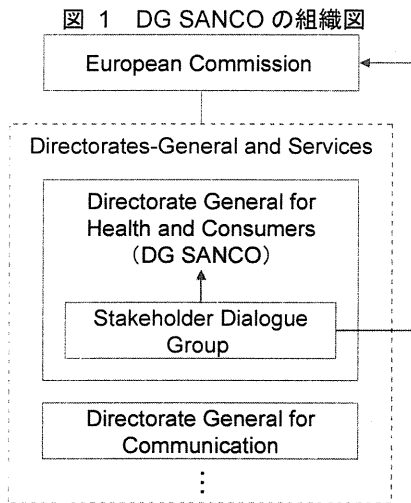 図 1 DG SANCO の組織図
European Commission
Directorates-General and Services
Directorate General for
Health and Consumers
(DG SANCO)
Stakeholder Dialogue
Group
Directorate General for
Communication
⋮